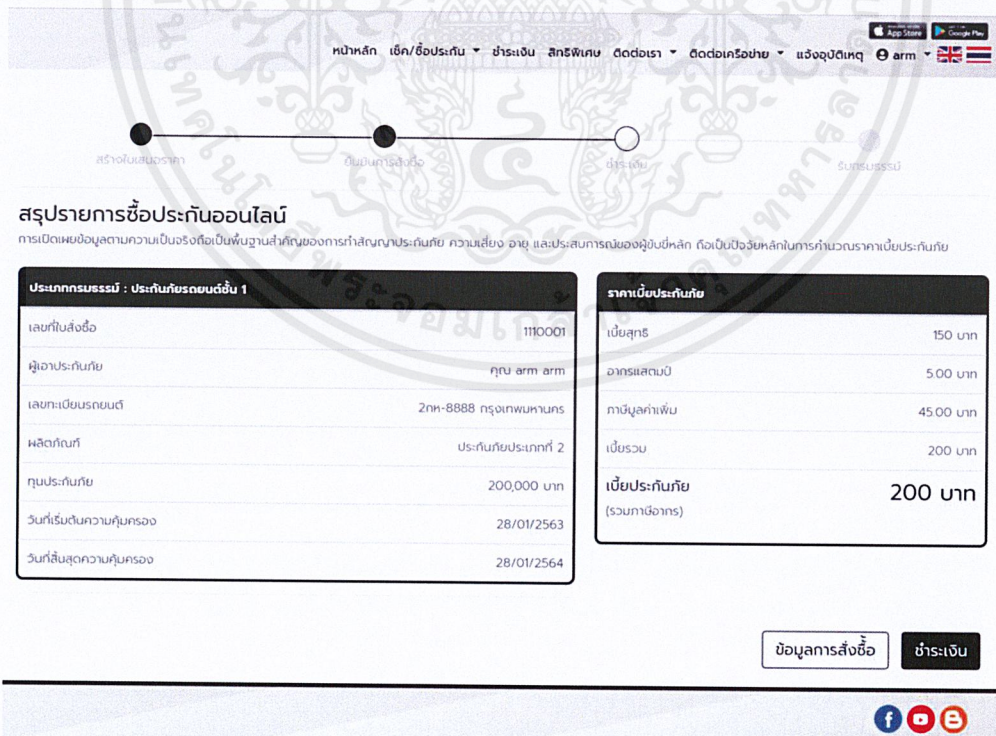 App Store Google Play
หน้าหลัก เช็ค/ซื้อประกัน ชำระเงิน สิทธิพิเศษ ติดต่อเรา ติดต่อเครือข่าย แจ้งอุบัติเหตุ arm
สร้างใบเสนอราคา ยืนยันการสั่งซื้อ ชำระเงิน รับกรมธรรม์
สรุปรายการซื้อประกันออนไลน์
การเปิดเผยข้อมูลตามความเป็นจริงถือเป็นพื้นฐานสำคัญของการทำสัญญาประกันภัย ความเสี่ยง อายุ และประสบการณ์ของผู้ขับขี่หลัก ถือเป็นปัจจัยหลักในการคำนวณราคาเบี้ยประกันภัย
ประเภทกรมธรรม์ : ประกันภัยรถยนต์ชั้น 1
เลขที่ใบสั่งซื้อ 1110001
ผู้เอาประกันภัย คุณ arm arm
เลขทะเบียนรถยนต์ 2กห-8888 กรุงเทพมหานคร
ผลิตภัณฑ์ ประกันภัยประเภทที่ 2
ทุนประกันภัย 200,000 บาท
วันที่เริ่มต้นความคุ้มครอง 28/01/2563
วันที่สิ้นสุดความคุ้มครอง 28/01/2564
ราคาเบี้ยประกันภัย
เบี้ยสุทธิ 150 บาท
อากรแสตมป์ 5.00 บาท
ภาษีมูลค่าเพิ่ม 45.00 บาท
เบี้ยรวม 200 บาท
เบี้ยประกันภัย 200 บาท
(รวมภาษีอากร)
ข้อมูลการสั่งซื้อ ชำระเงิน